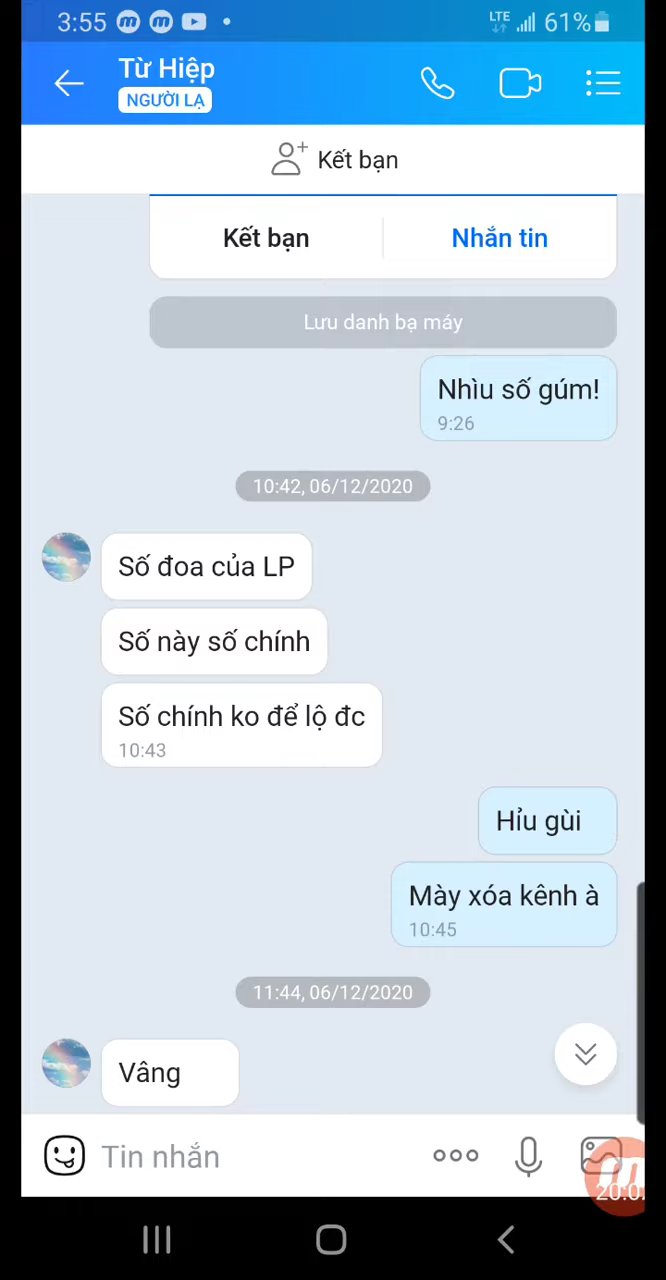 3:55
LTE 61%
Từ Hiệp
NGƯỜI LẠ
Kết bạn
Kết bạn Nhắn tin
Lưu danh bạ máy
Nhìu số gúm!
9:26
10:42, 06/12/2020
Số đoa của LP
Số này số chính
Số chính ko để lộ đc
10:43
Hỉu gùi
Mày xóa kênh à
10:45
11:44, 06/12/2020
Vâng
Tin nhắn